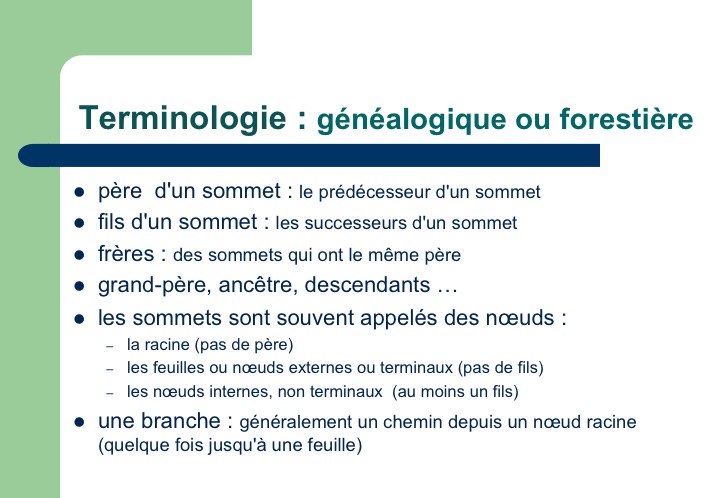 Terminologie : généalogique ou forestière
● père  d'un sommet : le prédécesseur d'un sommet
● fils d'un sommet : les successeurs d'un sommet
● frères : des sommets qui ont le même père
● grand-père, ancêtre, descendants …
● les sommets sont souvent appelés des nœuds :
– la racine (pas de père)
– les feuilles ou nœuds externes ou terminaux (pas de fils)
– les nœuds internes, non terminaux  (au moins un fils)
● une branche : généralement un chemin depuis un nœud racine
(quelque fois jusqu'à une feuille)